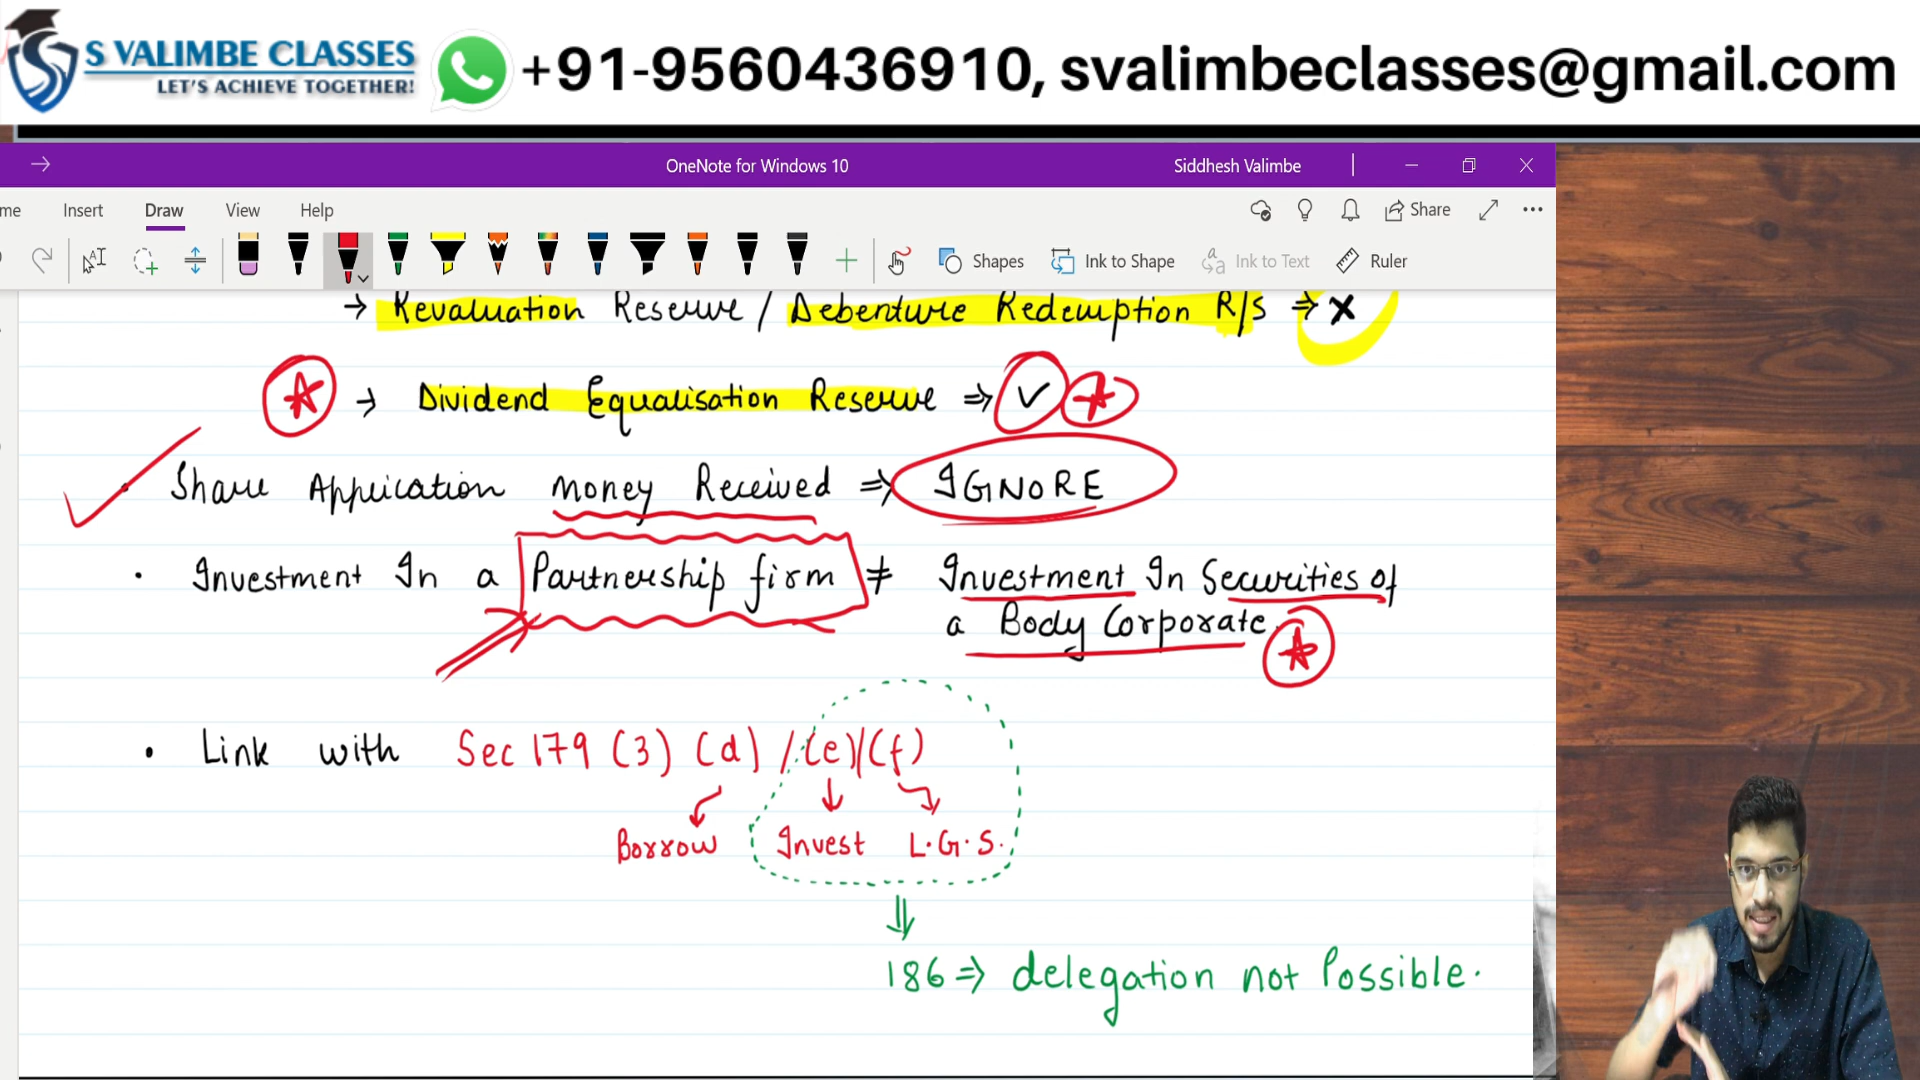 S VALIMBE CLASSES
LET'S ACHIEVE TOGETHER!
+91-9560436910, svalimbeclasses@gmail.com
OneNote for Windows 10
Siddhesh Valimbe
me Insert Draw View Help
Share
Shapes Ink to Shape Ink to Text Ruler
→ Revaluation Reserve / Debenture Redemption R/S ⇒ ×
→ Dividend Equalisation Reserve ⇒ ✓
• Share Application Money Received ⇒ IGNORE
• Investment In a Partnership firm ≠ Investment In Securities of
a Body Corporate.
• Link with Sec 179 (3) (d) / (e)/(f)
Borrow Invest L.G.S.
186 ⇒ delegation not Possible.